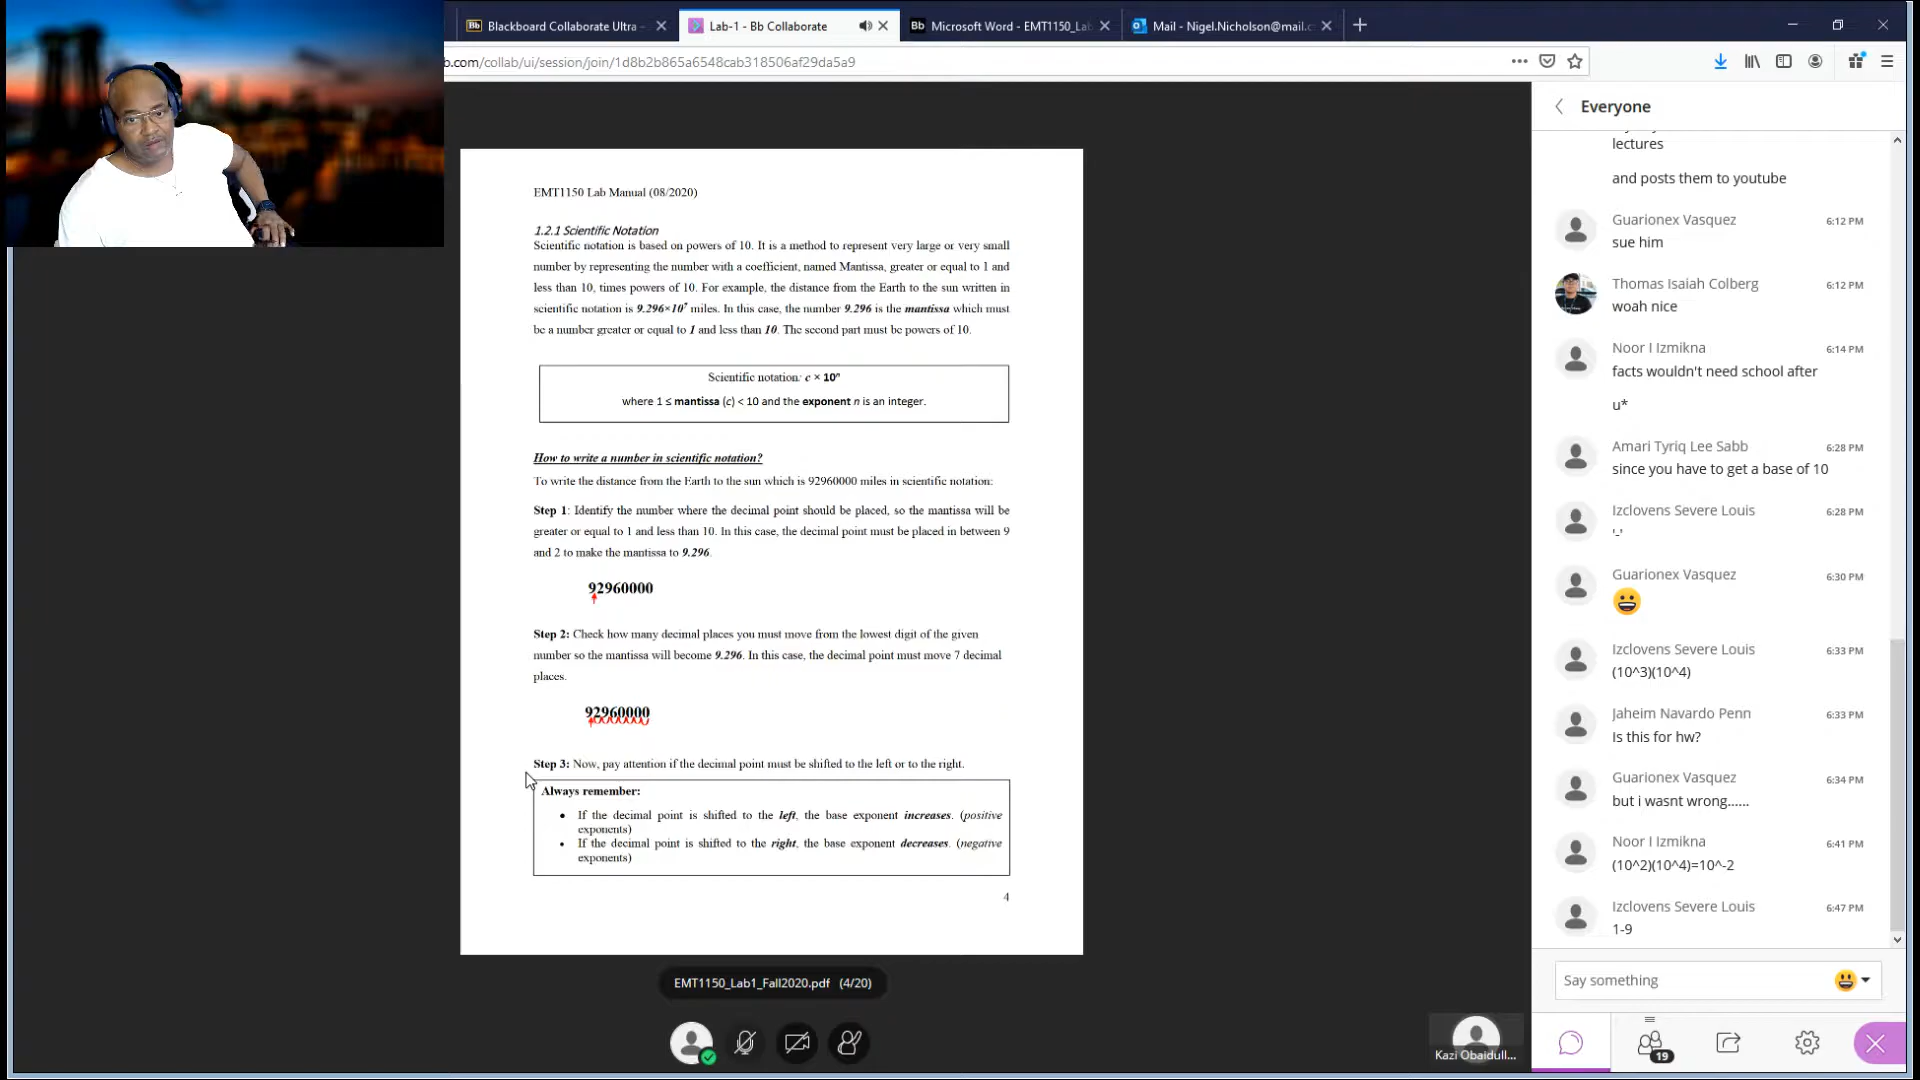 Blackboard Collaborate Ultra –
Lab-1 - Bb Collaborate
Bb
Microsoft Word - EMT1150_La
Mail - Nigel.Nicholson@mail.c
b.com/collab/ui/session/join/1d8b2b865a6548cab318506af29da5a9
EMT1150 Lab Manual (08/2020)
1.2.1 Scientific Notation
Scientific notation is based on powers of 10. It is a method to represent very large or very small
number by representing the number with a coefficient, named Mantissa, greater or equal to 1 and
less than 10, times powers of 10. For example, the distance from the Earth to the sun written in
scientific notation is 9.296×10⁷ miles. In this case, the number 9.296 is the mantissa which must
be a number greater or equal to 1 and less than 10. The second part must be powers of 10.
Scientific notation: c × 10ⁿ
where 1 ≤ mantissa (c) < 10 and the exponent n is an integer.
How to write a number in scientific notation?
To write the distance from the Earth to the sun which is 92960000 miles in scientific notation:
Step 1: Identify the number where the decimal point should be placed, so the mantissa will be
greater or equal to 1 and less than 10. In this case, the decimal point must be placed in between 9
and 2 to make the mantissa to 9.296.
92960000
Step 2: Check how many decimal places you must move from the lowest digit of the given
number so the mantissa will become 9.296. In this case, the decimal point must move 7 decimal
places.
92960000
Step 3: Now, pay attention if the decimal point must be shifted to the left or to the right.
Always remember:
• If the decimal point is shifted to the left, the base exponent increases. (positive
exponents)
• If the decimal point is shifted to the right, the base exponent decreases. (negative
exponents)
4
EMT1150_Lab1_Fall2020.pdf (4/20)
Kazi Obaidull...
Everyone
lectures
and posts them to youtube
Guarionex Vasquez 6:12 PM
sue him
Thomas Isaiah Colberg 6:12 PM
woah nice
Noor I Izmikna 6:14 PM
facts wouldn't need school after
u*
Amari Tyriq Lee Sabb 6:28 PM
since you have to get a base of 10
Izclovens Severe Louis 6:28 PM
'-'
Guarionex Vasquez 6:30 PM
😀
Izclovens Severe Louis 6:33 PM
(10^3)(10^4)
Jaheim Navardo Penn 6:33 PM
Is this for hw?
Guarionex Vasquez 6:34 PM
but i wasnt wrong......
Noor I Izmikna 6:41 PM
(10^2)(10^4)=10^-2
Izclovens Severe Louis 6:47 PM
1-9
Say something
19